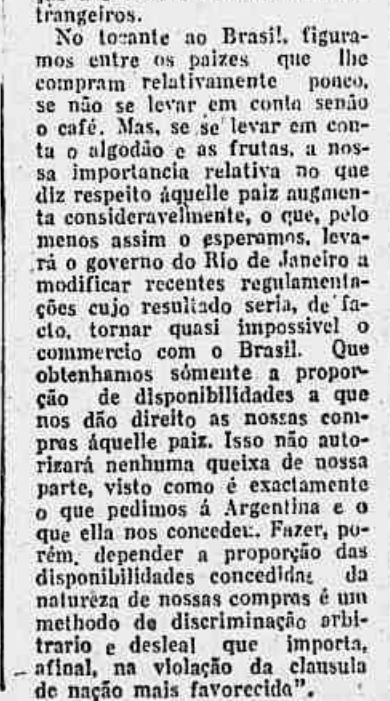 trangeiros.
No tocante ao Brasil, figura-
mos entre os paizes que lhe
compram relativamente pouco,
se não se levar em conta senão
o café. Mas, se se levar em con-
ta o algodão e as frutas, a nos-
sa importancia relativa no que
diz respeito áquelle paiz augmen-
ta consideravelmente, o que, pelo
menos assim o esperamos, leva-
rá o governo do Rio de Janeiro a
modificar recentes regulamenta-
ções cujo resultado seria, de fa-
cto, tornar quasi impossivel o
commercio com o Brasil. Que
obtenhamos sómente a propor-
ção de disponibilidades a que
nos dão direito as nossas com-
pras áquelle paiz. Isso não auto-
rizará nenhuma queixa de nossa
parte, visto como é exactamente
o que pedimos á Argentina e o
que ella nos concedeu. Fazer, po-
rém, depender a proporção das
disponibilidades concedidas da
natureza de nossas compras é um
methodo de discriminação arbi-
trario e desleal que importa,
afinal, na violação da clausula
de nação mais favorecida".